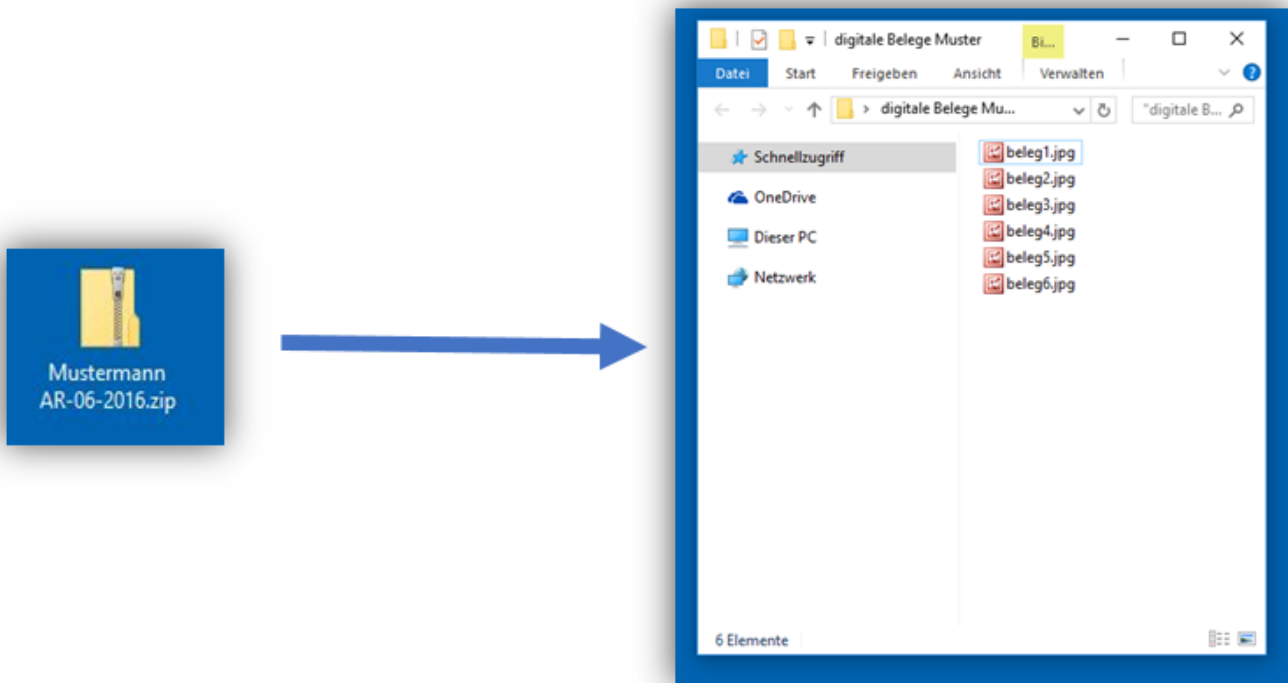 Mustermann
AR-06-2016.zip
digitale Belege Muster
Bi...
Datei Start Freigeben Ansicht Verwalten
digitale Belege Mu...
"digitale B...
Schnellzugriff
OneDrive
Dieser PC
Netzwerk
beleg1.jpg
beleg2.jpg
beleg3.jpg
beleg4.jpg
beleg5.jpg
beleg6.jpg
6 Elemente